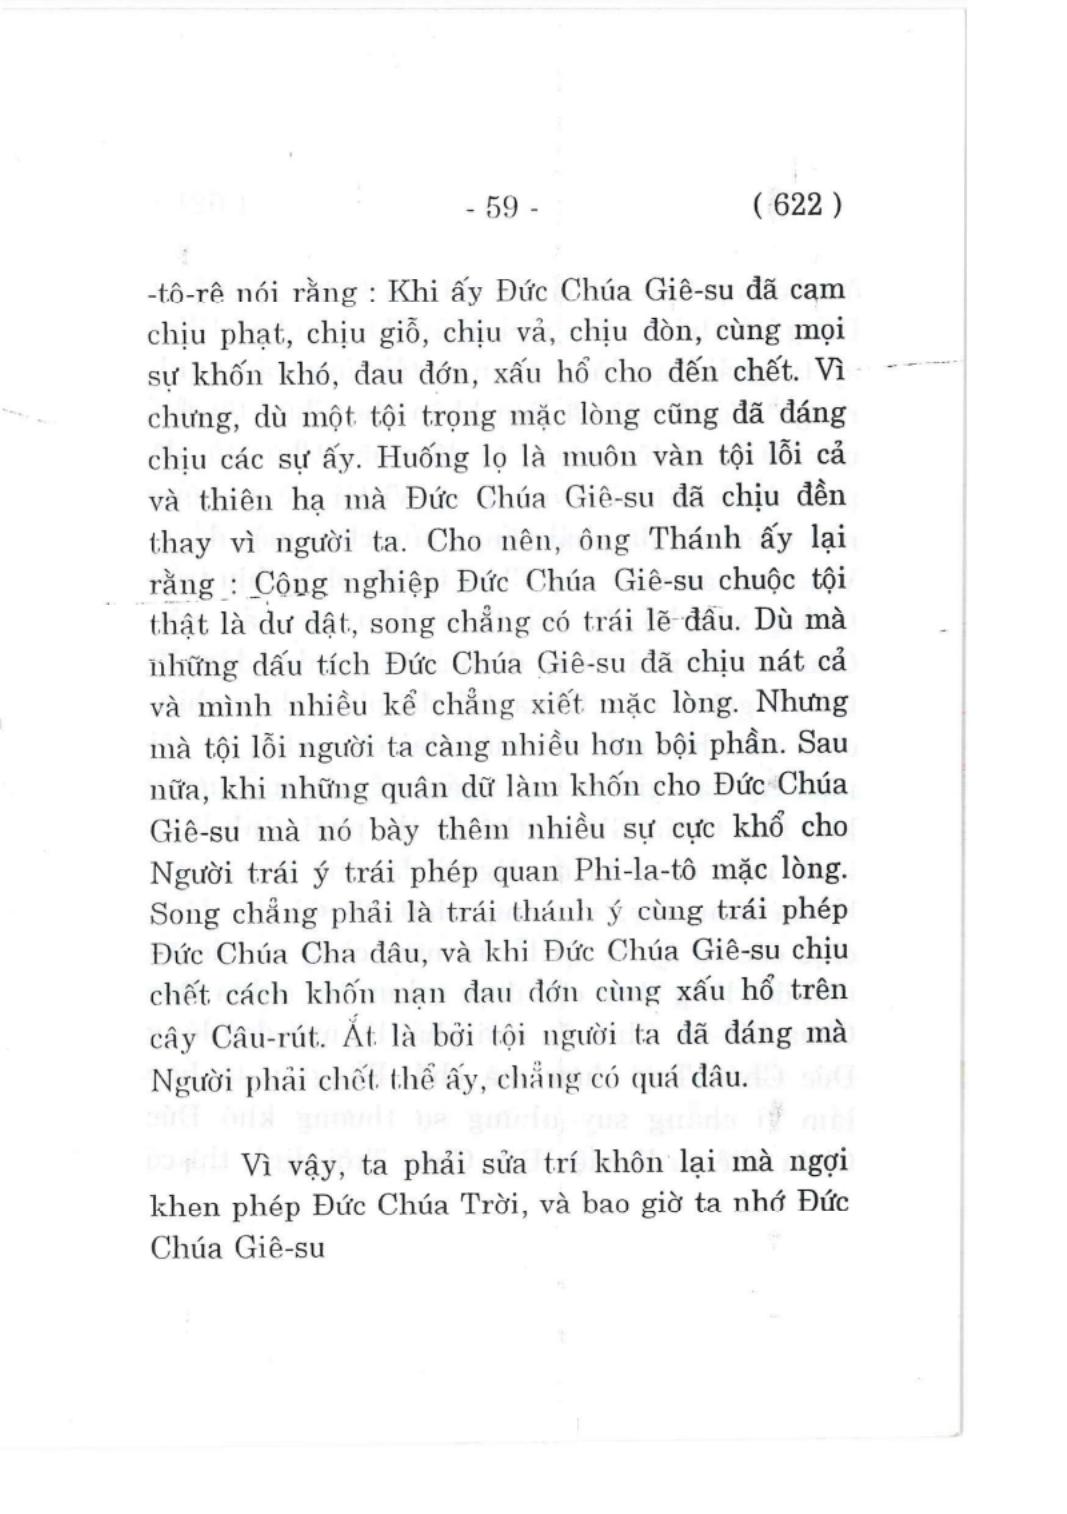 - 59 - ( 622 )
-tô-rê nói rằng : Khi ấy Đức Chúa Giê-su đã cam
chịu phạt, chịu giỗ, chịu vả, chịu đòn, cùng mọi
sự khốn khó, đau đớn, xấu hổ cho đến chết. Vì
chưng, dù một tội trọng mặc lòng cũng đã đáng
chịu các sự ấy. Huống lọ là muôn vàn tội lỗi cả
và thiên hạ mà Đức Chúa Giê-su đã chịu đền
thay vì người ta. Cho nên, ông Thánh ấy lại
rằng : Công nghiệp Đức Chúa Giê-su chuộc tội
thật là dư dật, song chẳng có trái lẽ đâu. Dù mà
những dấu tích Đức Chúa Giê-su đã chịu nát cả
và mình nhiều kể chẳng xiết mặc lòng. Nhưng
mà tội lỗi người ta càng nhiều hơn bội phần. Sau
nữa, khi những quân dữ làm khốn cho Đức Chúa
Giê-su mà nó bày thêm nhiều sự cực khổ cho
Người trái ý trái phép quan Phi-la-tô mặc lòng.
Song chẳng phải là trái thánh ý cùng trái phép
Đức Chúa Cha đâu, và khi Đức Chúa Giê-su chịu
chết cách khốn nạn đau đớn cùng xấu hổ trên
cây Câu-rút. Ắt là bởi tội người ta đã đáng mà
Người phải chết thể ấy, chẳng có quá đâu.
Vì vậy, ta phải sửa trí khôn lại mà ngợi
khen phép Đức Chúa Trời, và bao giờ ta nhớ Đức
Chúa Giê-su